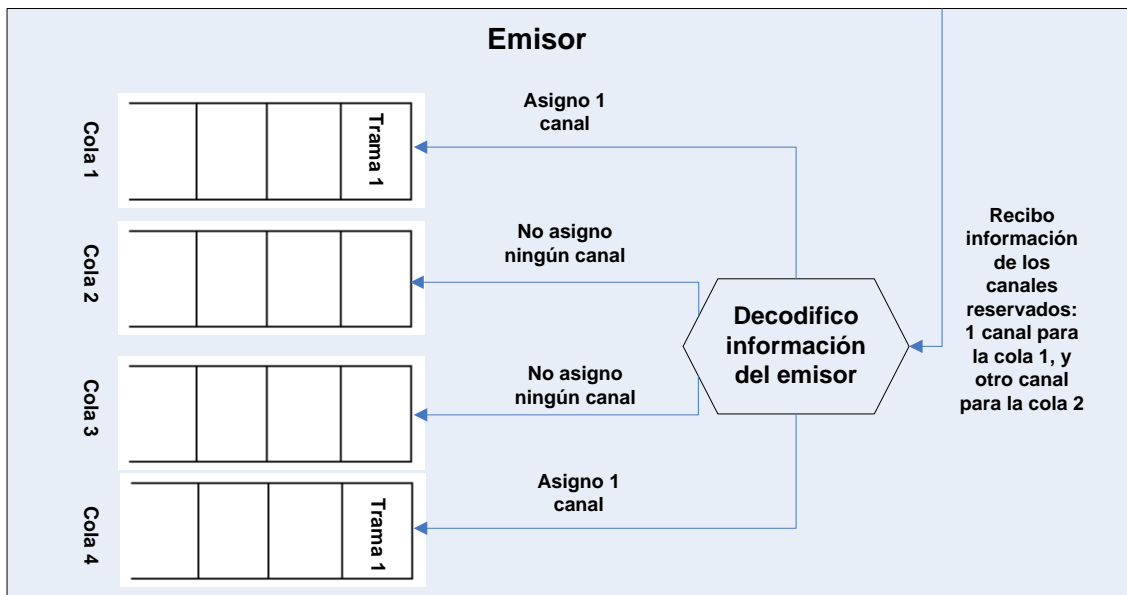 Emisor
Asigno 1
canal
Cola 1
Trama 1
No asigno
ningún canal
Cola 2
Decodifico
información
del emisor
Recibo
información
de los
canales
reservados:
1 canal para
la cola 1, y
otro canal
para la cola 2
No asigno
ningún canal
Cola 3
Asigno 1
canal
Cola 4
Trama 1